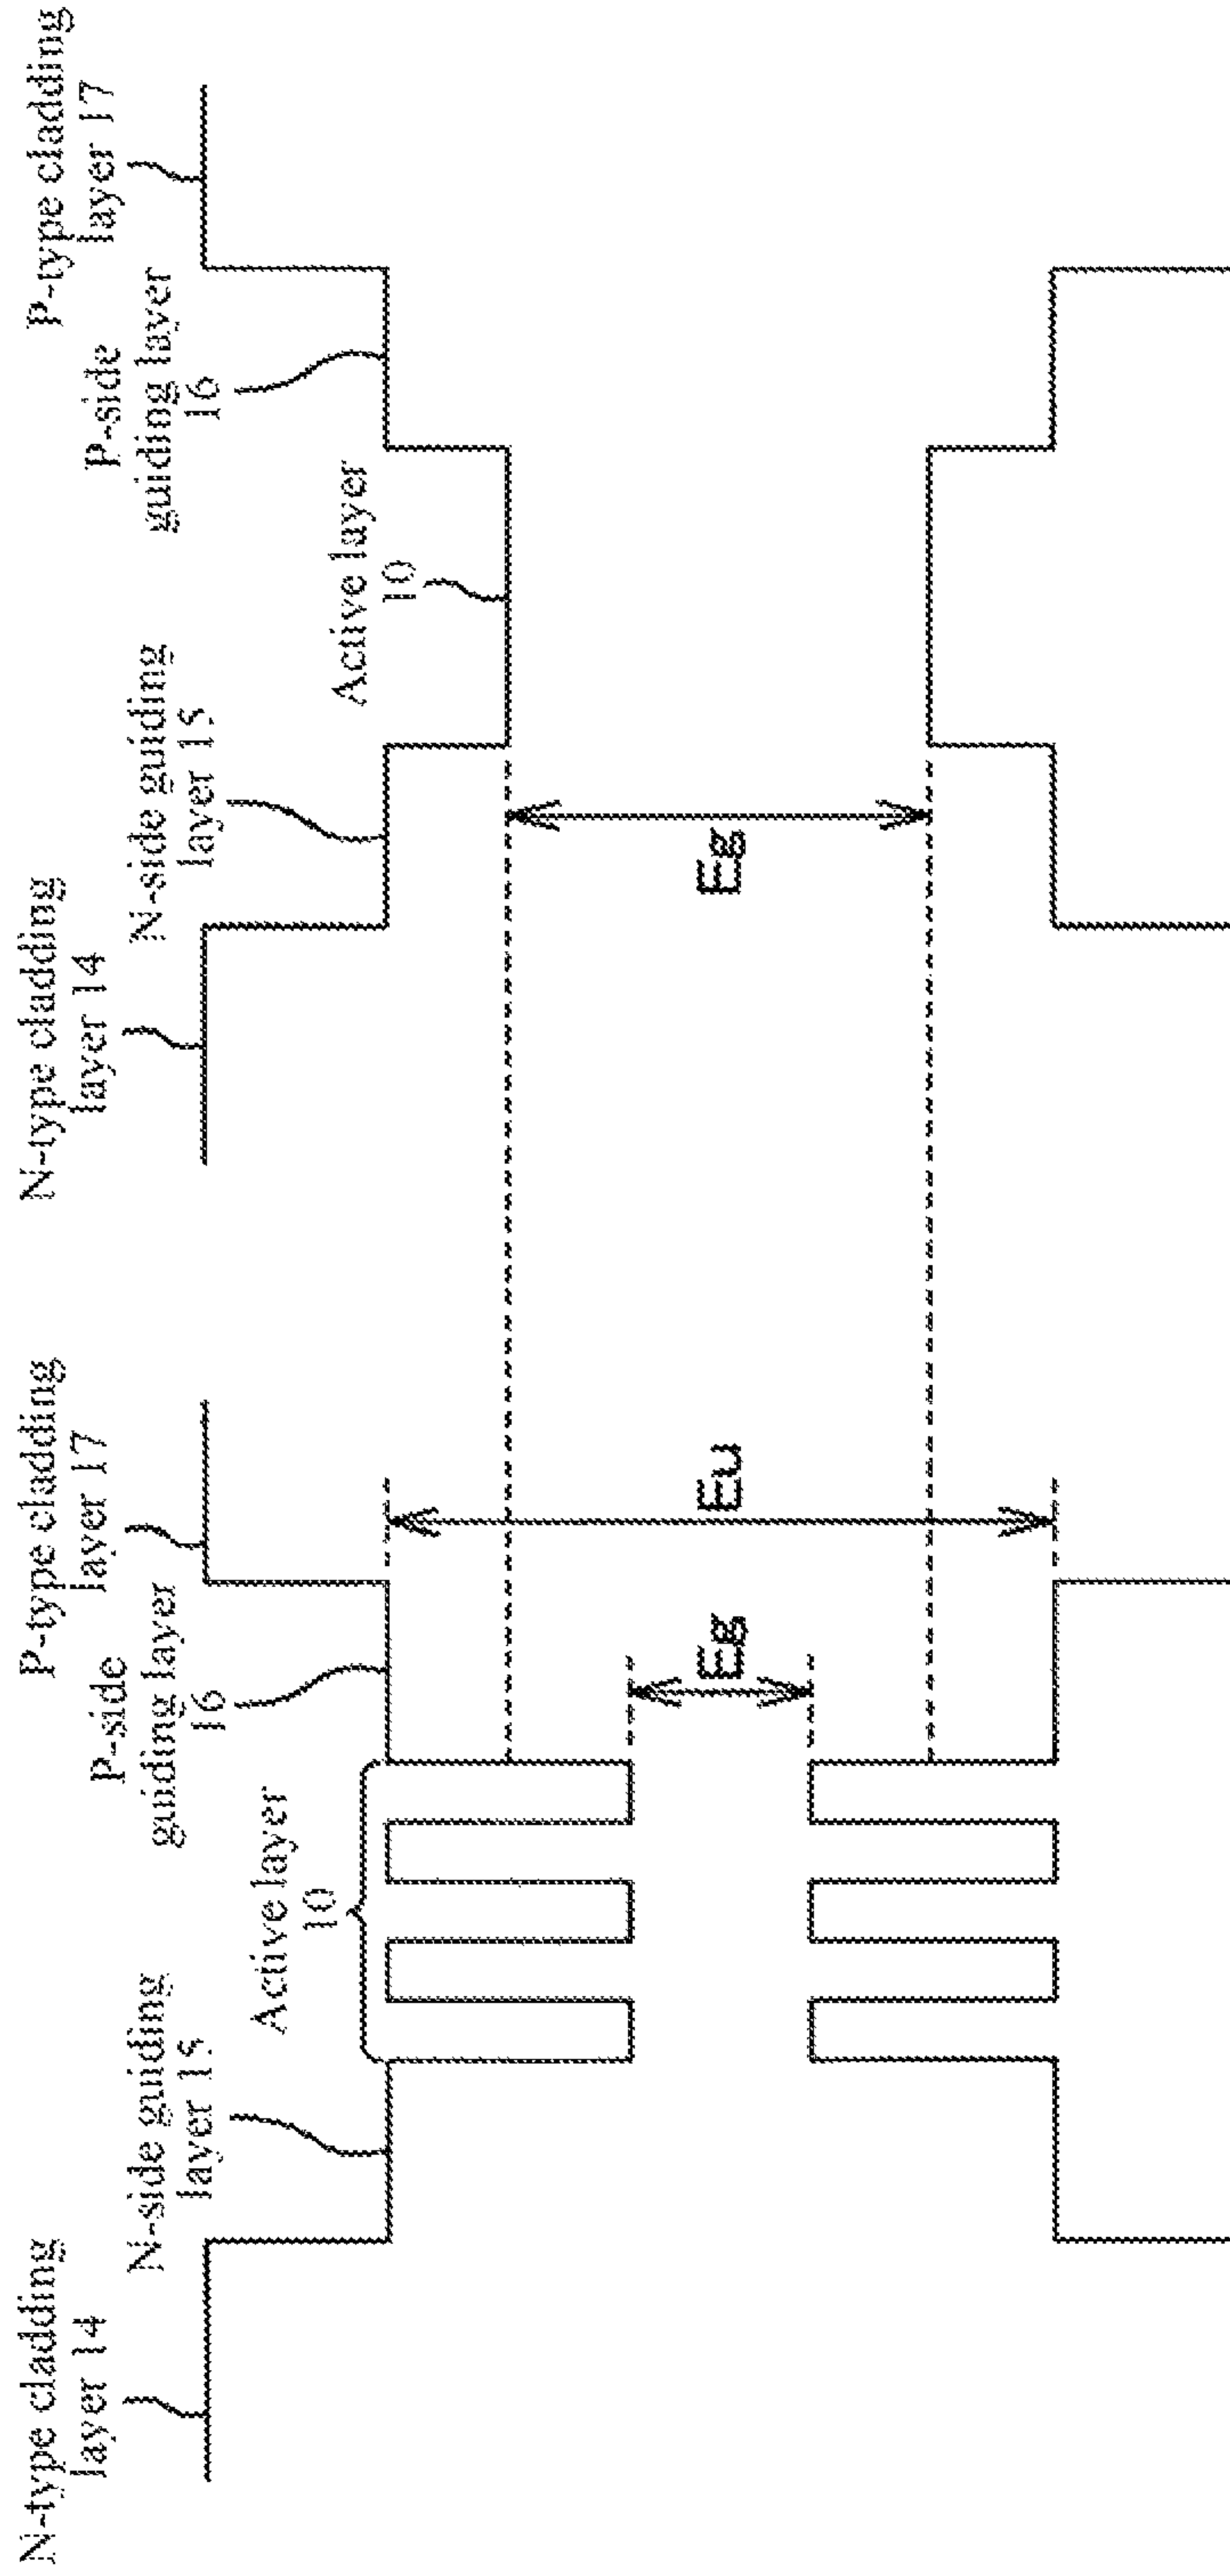 N-type cladding
layer 14
N-side guiding
layer 15
Active layer
10
P-side
guiding layer
16
P-type cladding
layer 17
Eg
Eu
N-type cladding
layer 14
N-side guiding
layer 15
Active layer
10
P-side
guiding layer
16
P-type cladding
layer 17
Eg